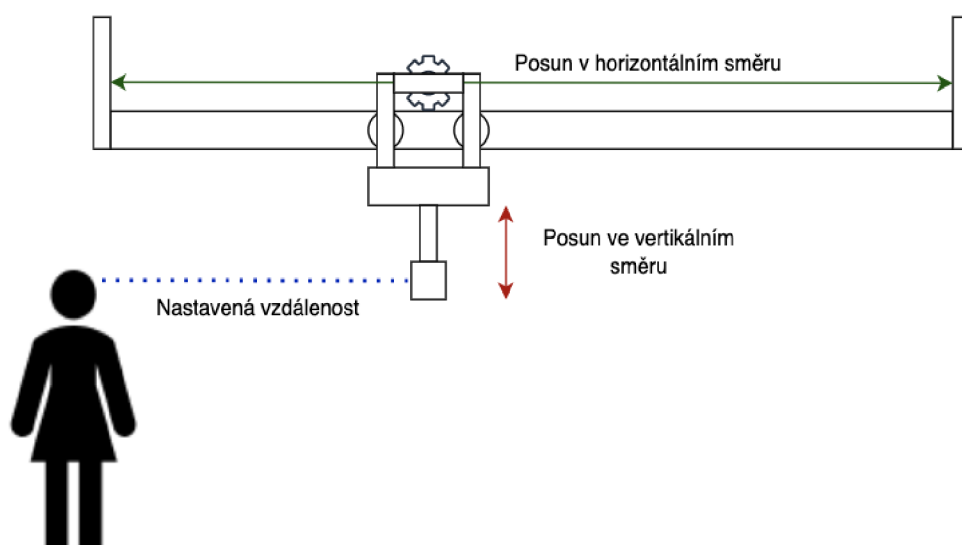 Posun v horizontálním směru
Posun ve vertikálním
směru
Nastavená vzdálenost